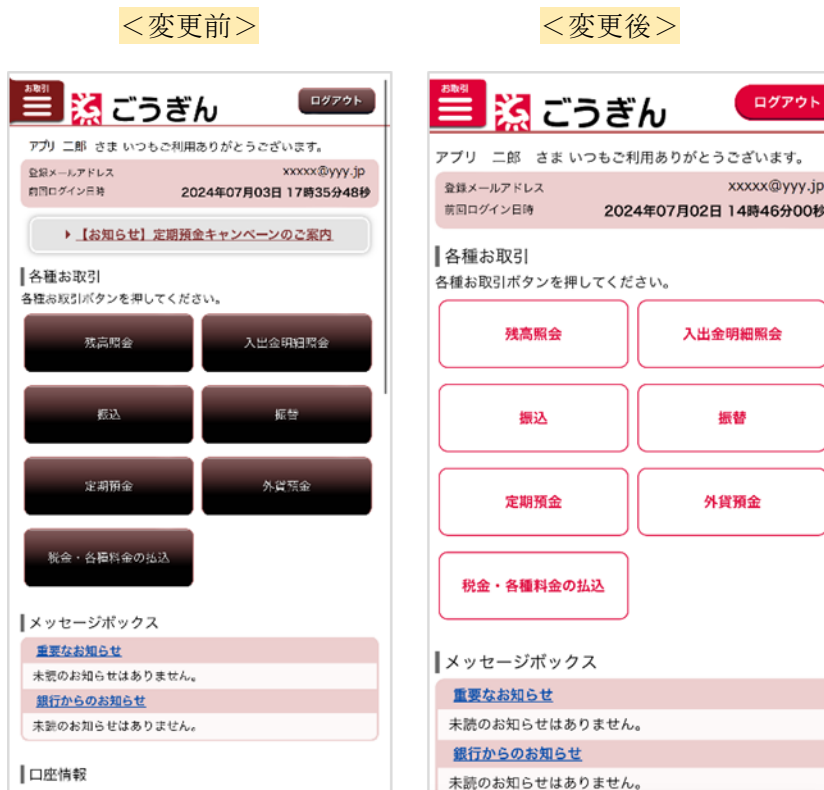 ＜変更前＞
お取引
ごうぎん
ログアウト
アプリ 二郎 さま いつもご利用ありがとうございます。
登録メールアドレス xxxxx@yyy.jp
前回ログイン日時 2024年07月03日 17時35分48秒
【お知らせ】定期預金キャンペーンのご案内
各種お取引
各種お取引ボタンを押してください。
残高照会 入出金明細照会
振込 振替
定期預金 外貨預金
税金・各種料金の払込
メッセージボックス
重要なお知らせ
未読のお知らせはありません。
銀行からのお知らせ
未読のお知らせはありません。
口座情報
＜変更後＞
お取引
ごうぎん
ログアウト
アプリ 二郎 さま いつもご利用ありがとうございます。
登録メールアドレス xxxxx@yyy.jp
前回ログイン日時 2024年07月02日 14時46分00秒
各種お取引
各種お取引ボタンを押してください。
残高照会 入出金明細照会
振込 振替
定期預金 外貨預金
税金・各種料金の払込
メッセージボックス
重要なお知らせ
未読のお知らせはありません。
銀行からのお知らせ
未読のお知らせはありません。